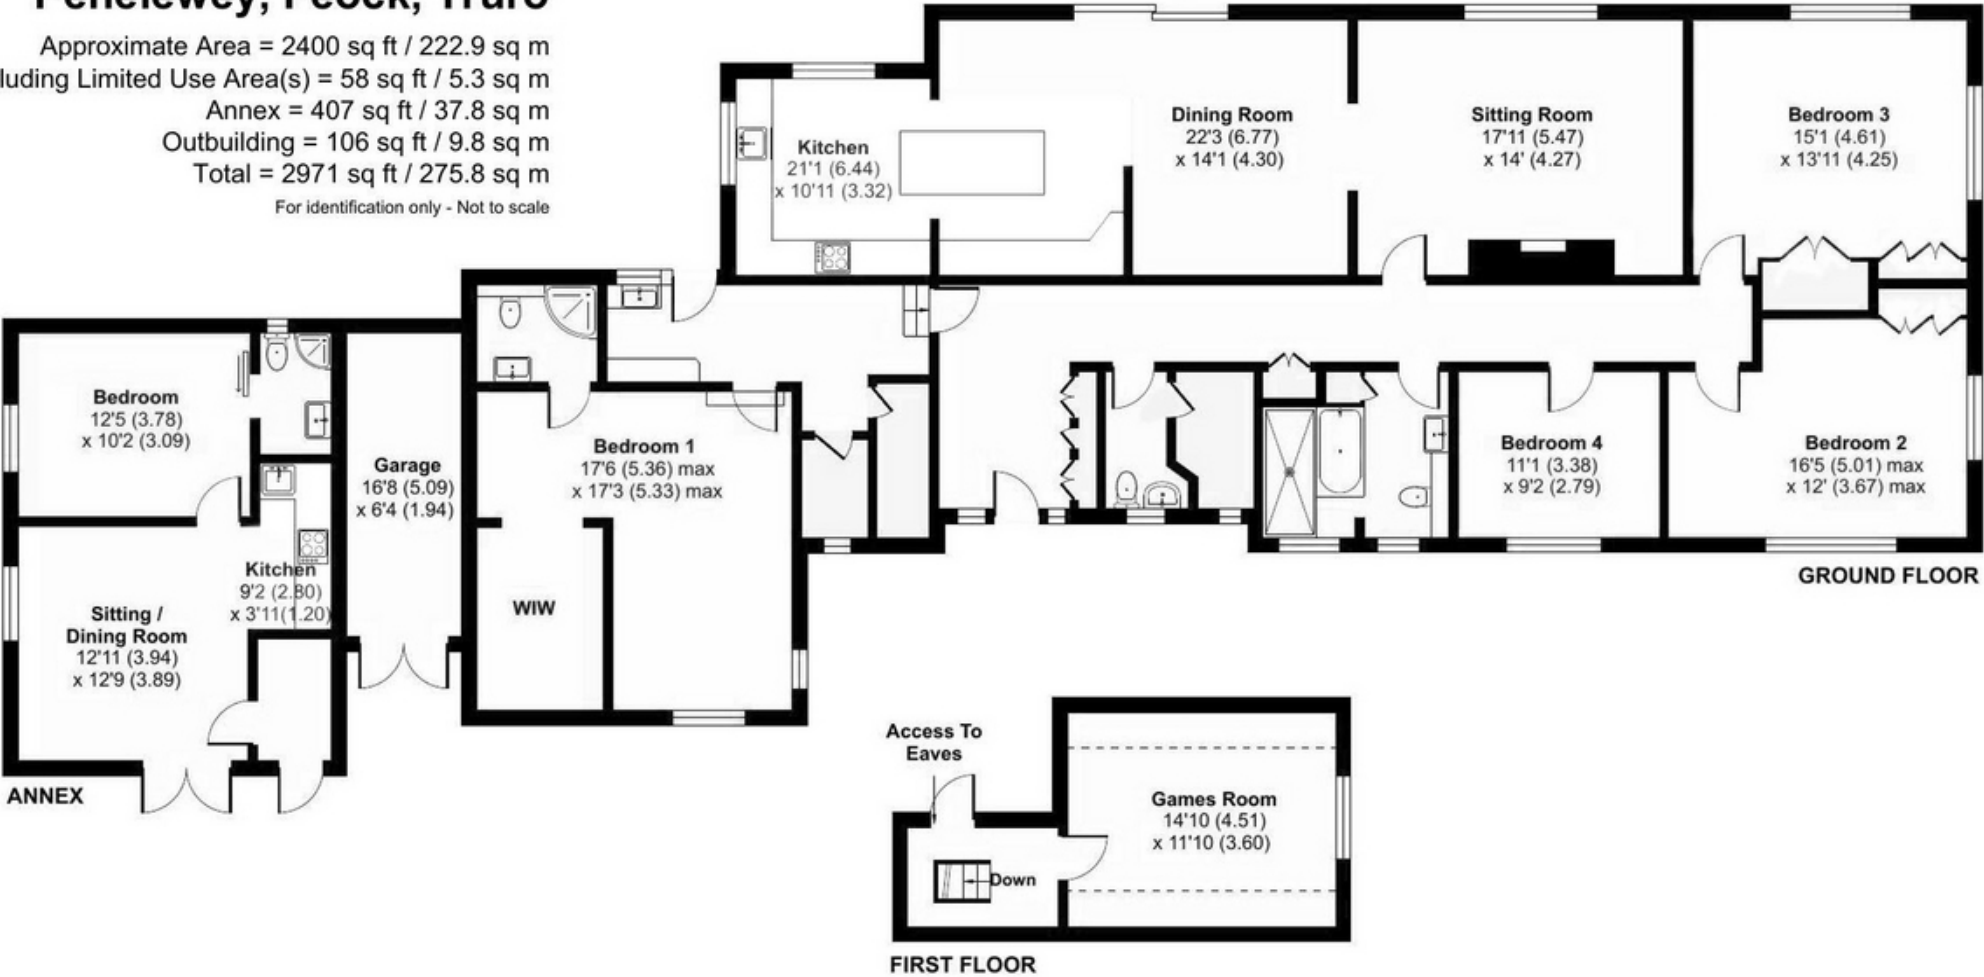 Approximate Area = 2400 sq ft / 222.9 sq m
Limited Use Area(s) = 58 sq ft / 5.3 sq m
Annex = 407 sq ft / 37.8 sq m
Outbuilding = 106 sq ft / 9.8 sq m
Total = 2971 sq ft / 275.8 sq m
For identification only - Not to scale
Kitchen
21'1 (6.44)
x 10'11 (3.32)
Dining Room
22'3 (6.77)
x 14'1 (4.30)
Sitting Room
17'11 (5.47)
x 14' (4.27)
Bedroom 3
15'1 (4.61)
x 13'11 (4.25)
Bedroom
12'5 (3.78)
x 10'2 (3.09)
Garage
16'8 (5.09)
x 6'4 (1.94)
Bedroom 1
17'6 (5.36) max
x 17'3 (5.33) max
Bedroom 4
11'1 (3.38)
x 9'2 (2.79)
Bedroom 2
16'5 (5.01) max
x 12' (3.67) max
GROUND FLOOR
Kitchen
9'2 (2.80)
x 3'11(1.20)
Sitting /
Dining Room
12'11 (3.94)
x 12'9 (3.89)
WIW
ANNEX
Access To
Eaves
Games Room
14'10 (4.51)
x 11'10 (3.60)
Down
FIRST FLOOR